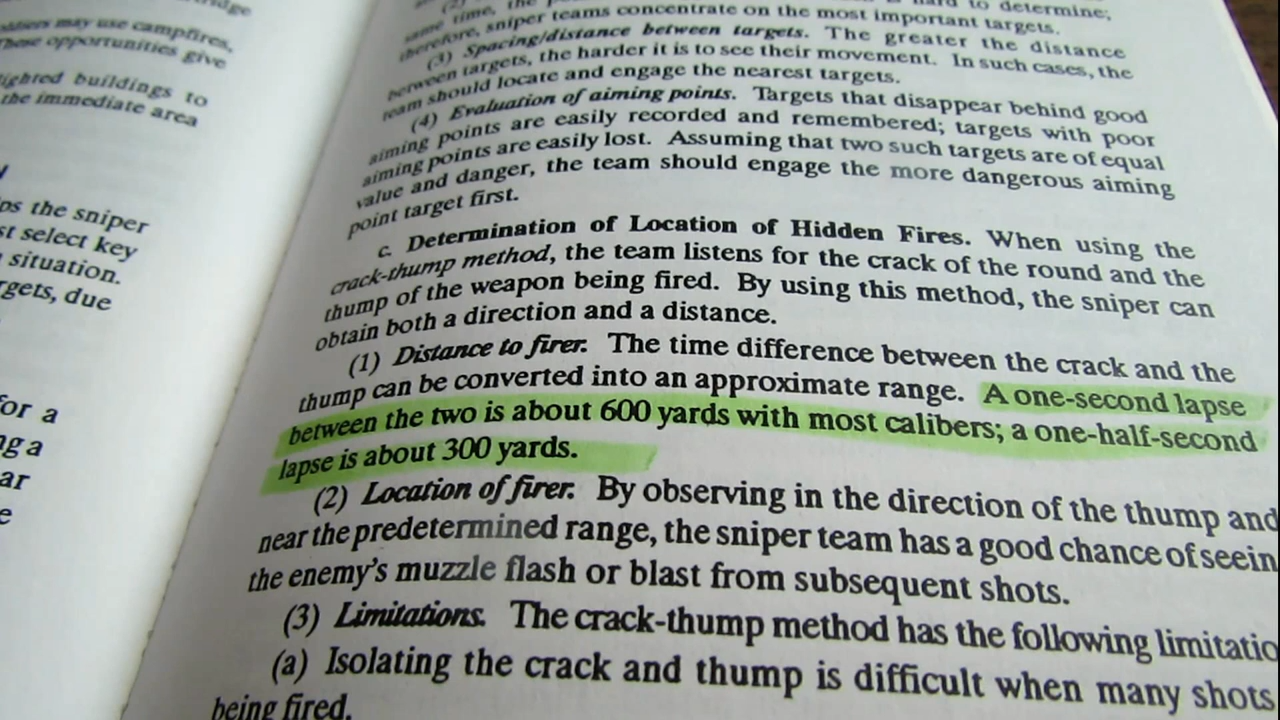 oldiers may use campfires,
These opportunities give
ighted buildings to
the immediate area
ps the sniper
st select key
situation.
rgets, due
for a
ng a
ar
e
same time, the
is hard to determine;
therefore, sniper teams concentrate on the most important targets.
(3) Spacing/distance between targets. The greater the distance
between targets, the harder it is to see their movement. In such cases, the
team should locate and engage the nearest targets.
(4) Evaluation of aiming points. Targets that disappear behind good
aiming points are easily recorded and remembered; targets with poor
aiming points are easily lost. Assuming that two such targets are of equal
value and danger, the team should engage the more dangerous aiming
point target first.
c. Determination of Location of Hidden Fires. When using the
crack-thump method, the team listens for the crack of the round and the
thump of the weapon being fired. By using this method, the sniper can
obtain both a direction and a distance.
(1) Distance to firer. The time difference between the crack and the
thump can be converted into an approximate range. A one-second lapse
between the two is about 600 yards with most calibers; a one-half-second
lapse is about 300 yards.
(2) Location of firer. By observing in the direction of the thump and
near the predetermined range, the sniper team has a good chance of seein
the enemy's muzzle flash or blast from subsequent shots.
(3) Limitations. The crack-thump method has the following limitatio
(a) Isolating the crack and thump is difficult when many shots
being fired.